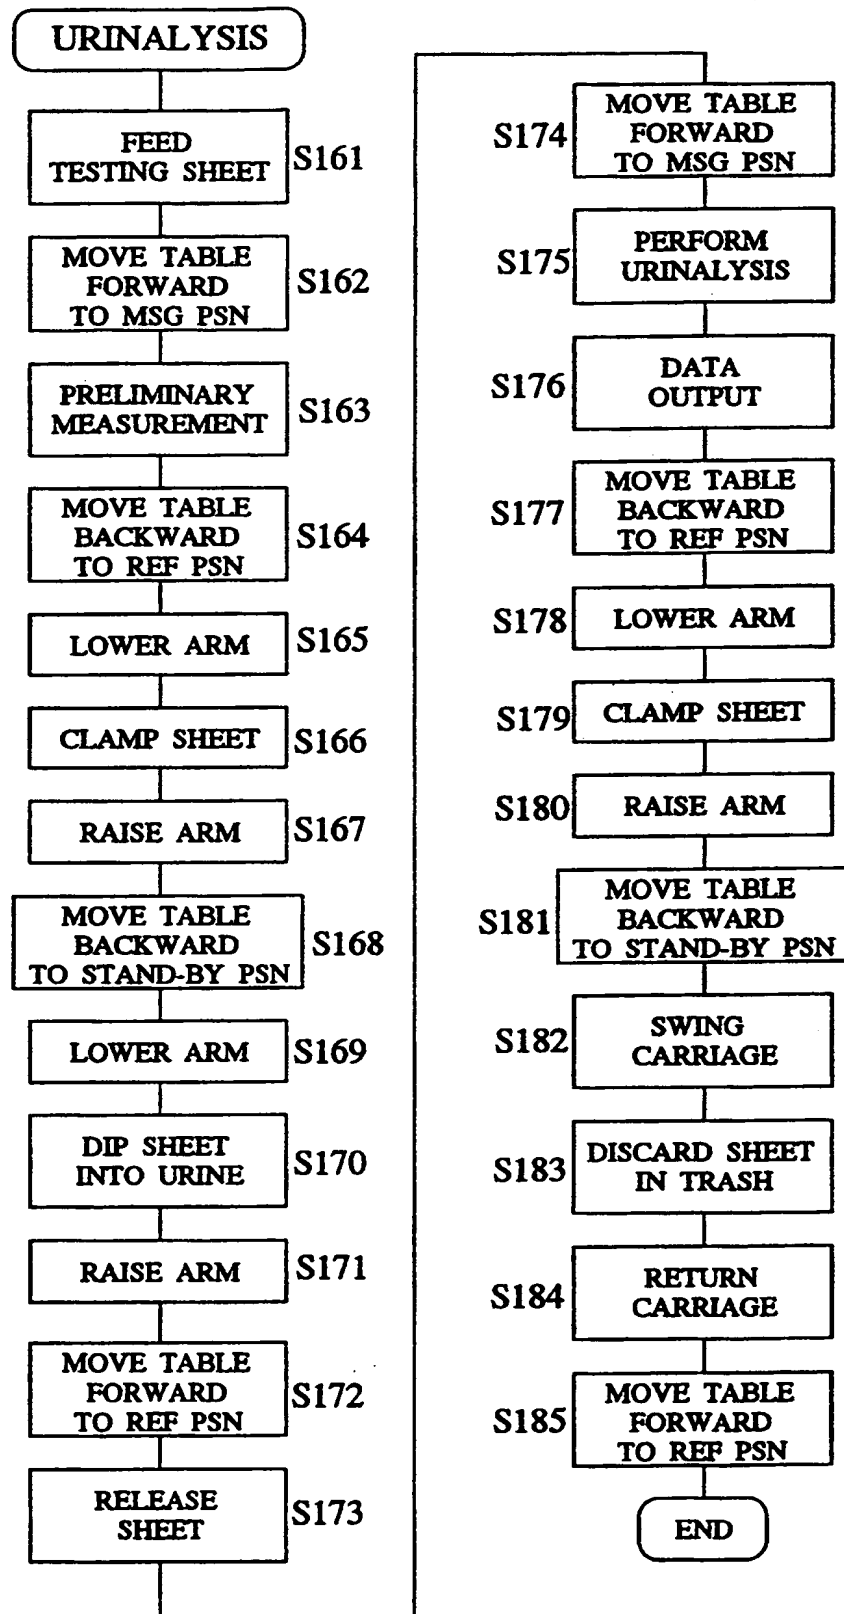 URINALYSIS
FEED
TESTING SHEET
S161
MOVE TABLE
FORWARD
TO MSG PSN
S162
PRELIMINARY
MEASUREMENT
S163
MOVE TABLE
BACKWARD
TO REF PSN
S164
LOWER ARM
S165
CLAMP SHEET
S166
RAISE ARM
S167
MOVE TABLE
BACKWARD
TO STAND-BY PSN
S168
LOWER ARM
S169
DIP SHEET
INTO URINE
S170
RAISE ARM
S171
MOVE TABLE
FORWARD
TO REF PSN
S172
RELEASE
SHEET
S173
S174
MOVE TABLE
FORWARD
TO MSG PSN
S175
PERFORM
URINALYSIS
S176
DATA
OUTPUT
S177
MOVE TABLE
BACKWARD
TO REF PSN
S178
LOWER ARM
S179
CLAMP SHEET
S180
RAISE ARM
S181
MOVE TABLE
BACKWARD
TO STAND-BY PSN
S182
SWING
CARRIAGE
S183
DISCARD SHEET
IN TRASH
S184
RETURN
CARRIAGE
S185
MOVE TABLE
FORWARD
TO REF PSN
END